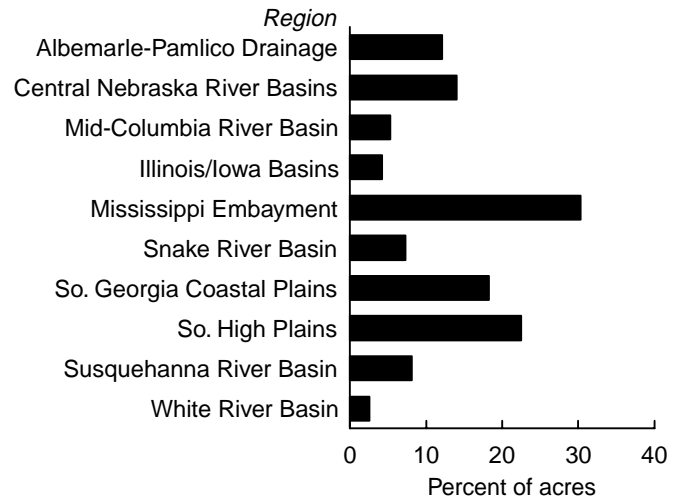 Region
Albemarle-Pamlico Drainage
Central Nebraska River Basins
Mid-Columbia River Basin
Illinois/Iowa Basins
Mississippi Embayment
Snake River Basin
So. Georgia Coastal Plains
So. High Plains
Susquehanna River Basin
White River Basin
0 10 20 30 40
Percent of acres